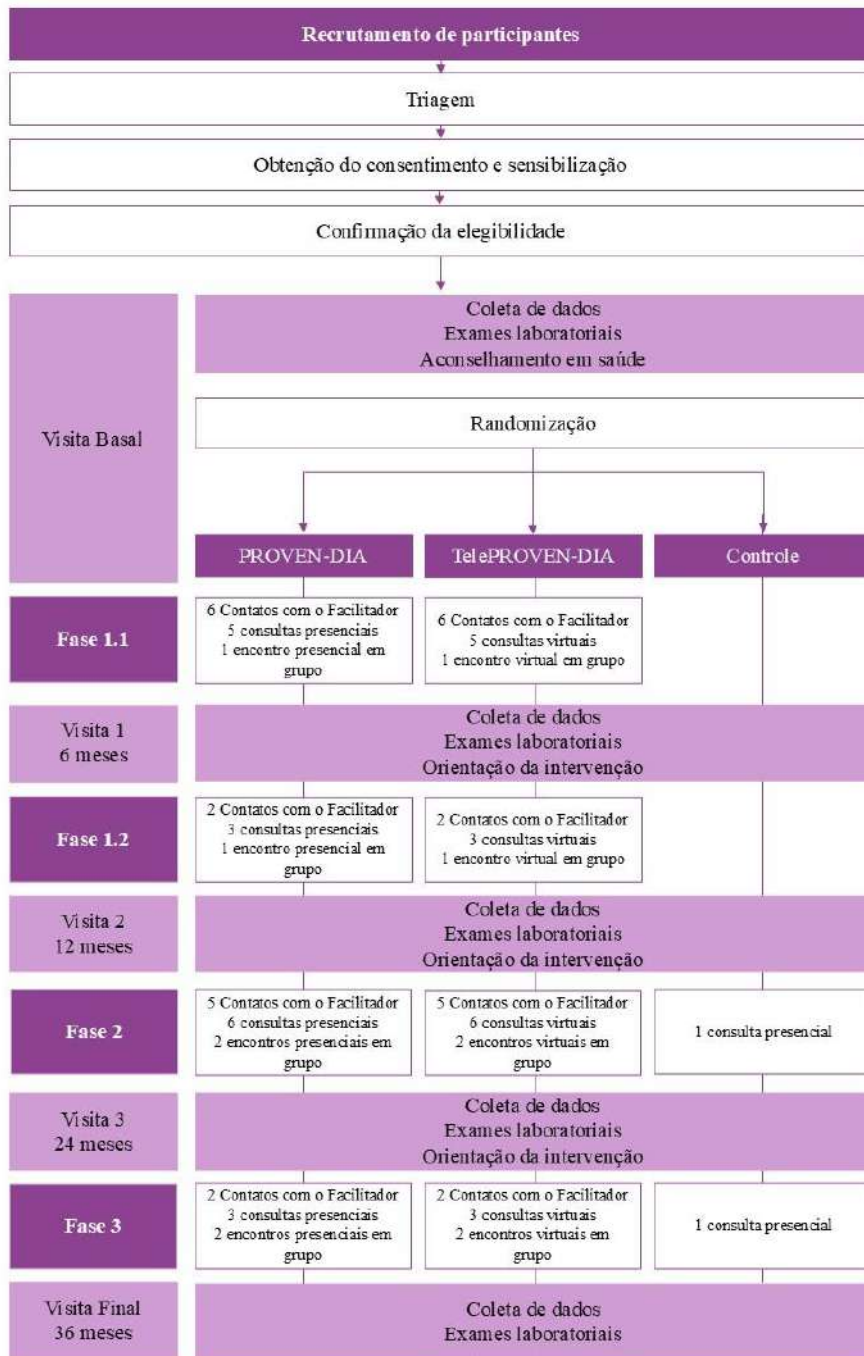 Recrutamento de participantes
Triagem
Obtenção do consentimento e sensibilização
Confirmação da elegibilidade
Visita Basal
Coleta de dados
Exames laboratoriais
Aconselhamento em saúde
Randomização
PROVEN-DIA
TelePROVEN-DIA
Controle
Fase 1.1
6 Contatos com o Facilitador
5 consultas presenciais
1 encontro presencial em
grupo
6 Contatos com o Facilitador
5 consultas virtuais
1 encontro virtual em grupo
Visita 1
6 meses
Coleta de dados
Exames laboratoriais
Orientação da intervenção
Fase 1.2
2 Contatos com o Facilitador
3 consultas presenciais
1 encontro presencial em
grupo
2 Contatos com o Facilitador
3 consultas virtuais
1 encontro virtual em grupo
Visita 2
12 meses
Coleta de dados
Exames laboratoriais
Orientação da intervenção
Fase 2
5 Contatos com o Facilitador
6 consultas presenciais
2 encontros presenciais em
grupo
5 Contatos com o Facilitador
6 consultas virtuais
2 encontros virtuais em
grupo
1 consulta presencial
Visita 3
24 meses
Coleta de dados
Exames laboratoriais
Orientação da intervenção
Fase 3
2 Contatos com o Facilitador
3 consultas presenciais
2 encontros presenciais em
grupo
2 Contatos com o Facilitador
3 consultas virtuais
2 encontros virtuais em
grupo
1 consulta presencial
Visita Final
36 meses
Coleta de dados
Exames laboratoriais